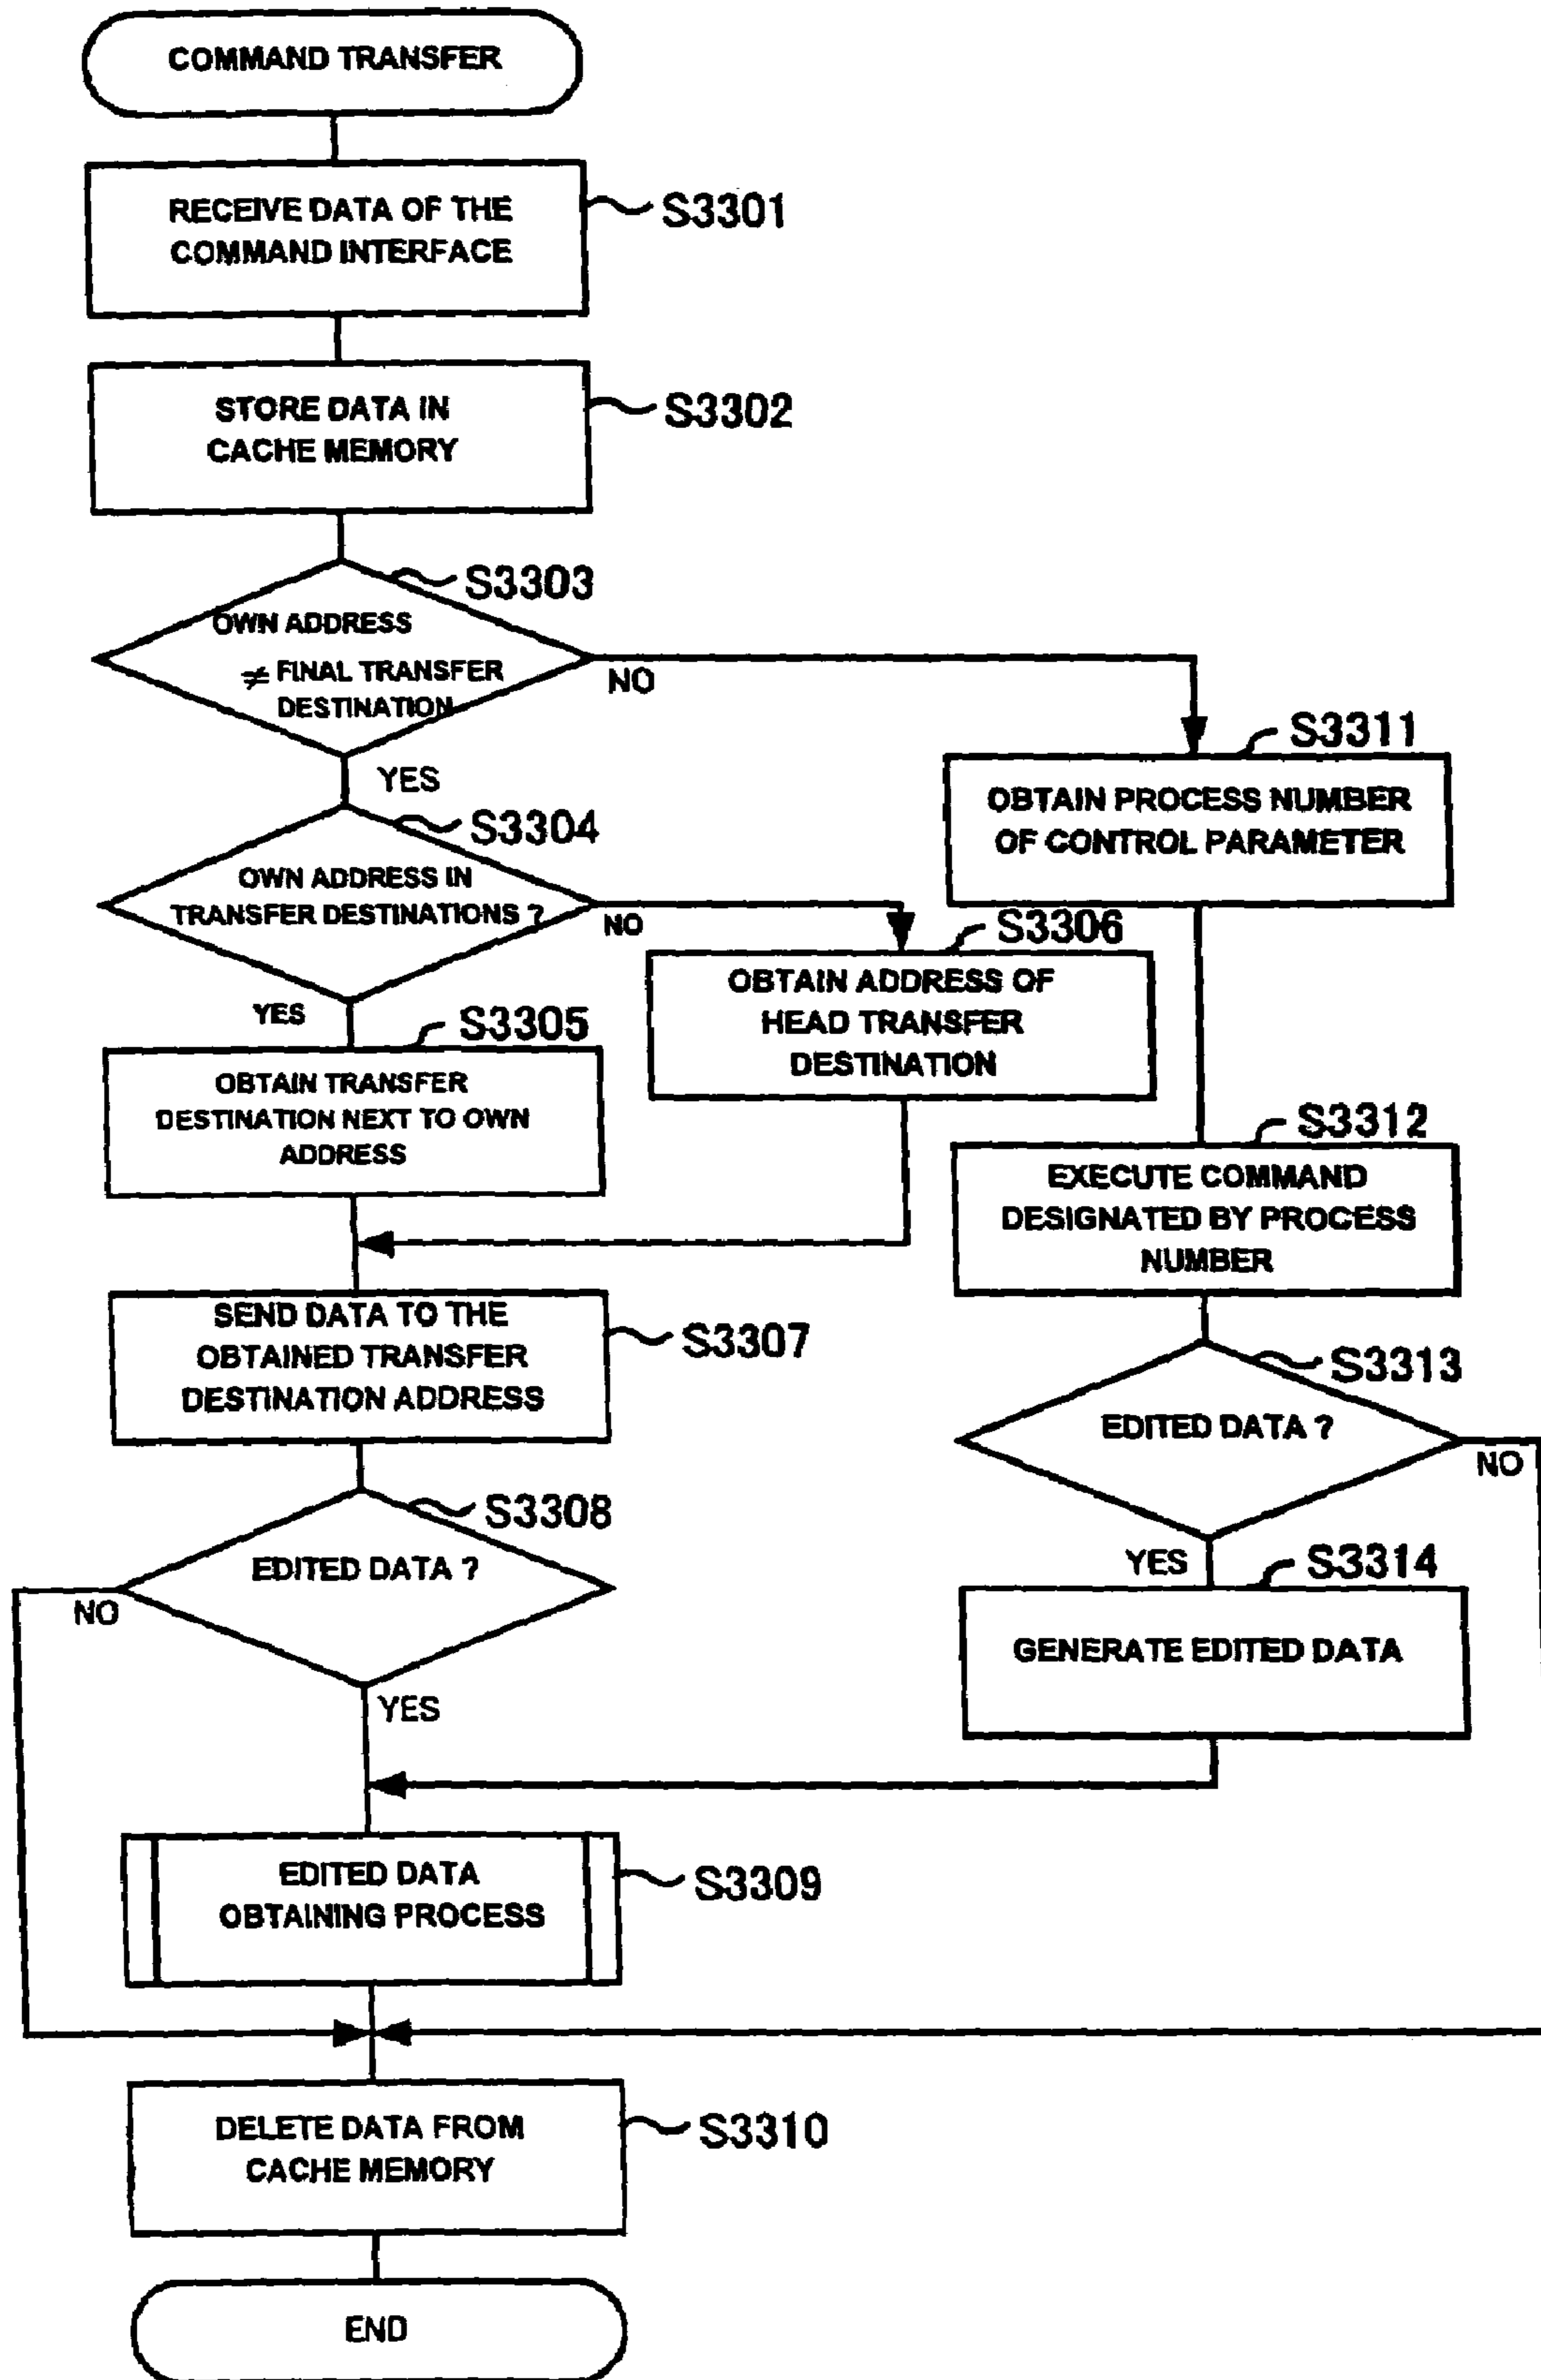 COMMAND TRANSFER
RECEIVE DATA OF THE
COMMAND INTERFACE
S3301
STORE DATA IN
CACHE MEMORY
S3302
S3303
OWN ADDRESS
≠ FINAL TRANSFER
DESTINATION
NO
YES
S3311
OBTAIN PROCESS NUMBER
OF CONTROL PARAMETER
S3304
OWN ADDRESS IN
TRANSFER DESTINATIONS ?
NO
YES
S3306
OBTAIN ADDRESS OF
HEAD TRANSFER
DESTINATION
S3305
OBTAIN TRANSFER
DESTINATION NEXT TO OWN
ADDRESS
S3312
EXECUTE COMMAND
DESIGNATED BY PROCESS
NUMBER
SEND DATA TO THE
OBTAINED TRANSFER
DESTINATION ADDRESS
S3307
S3313
EDITED DATA ?
NO
YES
S3308
EDITED DATA ?
NO
YES
S3314
GENERATE EDITED DATA
EDITED DATA
OBTAINING PROCESS
S3309
DELETE DATA FROM
CACHE MEMORY
S3310
END